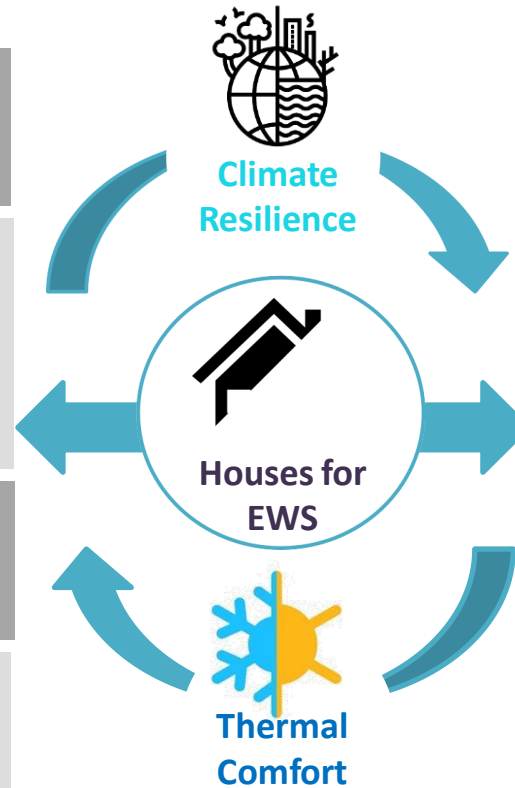 Climate
Resilience
Houses for
EWS
Thermal
Comfort